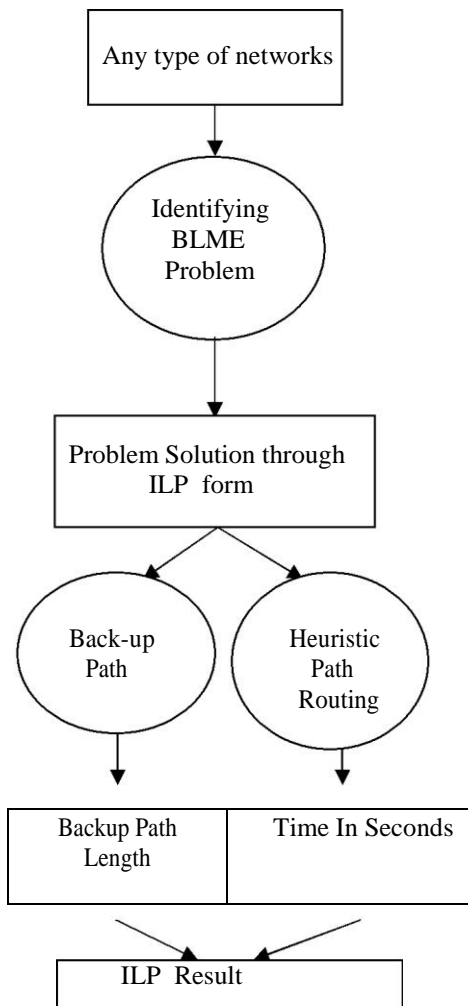 Any type of networks
Identifying
BLME
Problem
Problem Solution through
ILP form
Back-up
Path
Heuristic
Path
Routing
Backup Path
Length
Time In Seconds
ILP Result